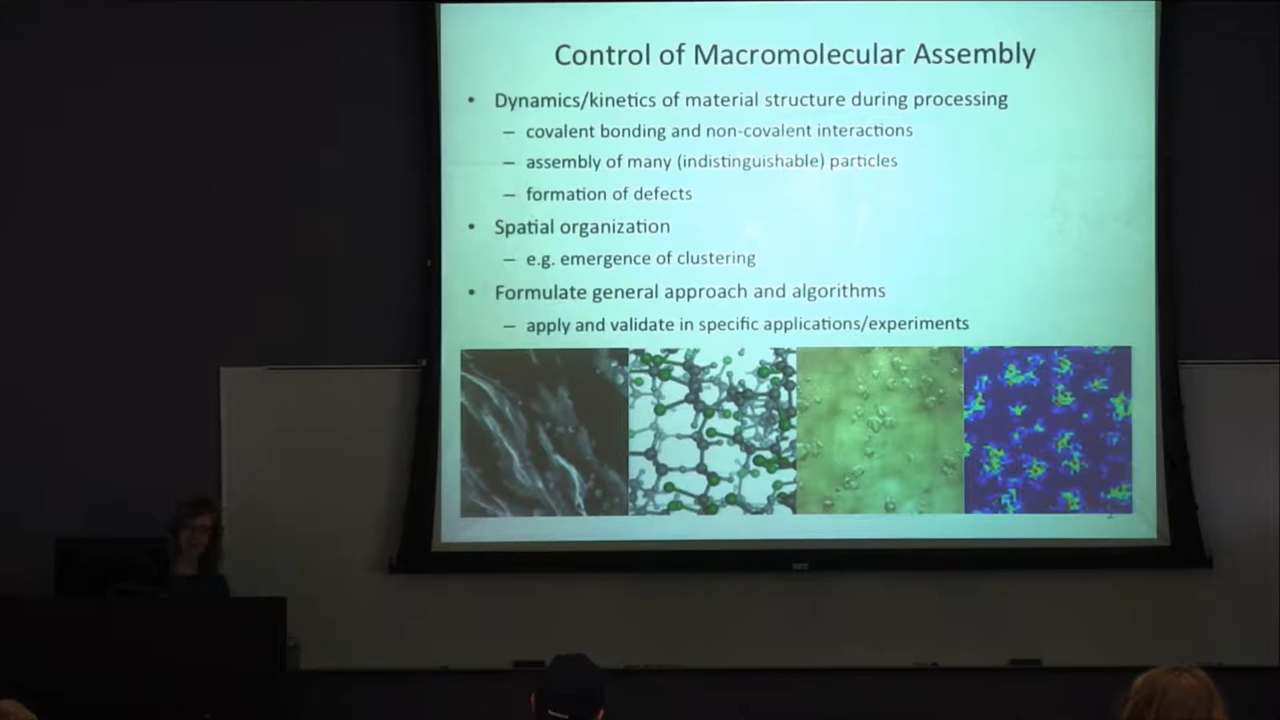 Control of Macromolecular Assembly
• Dynamics/kinetics of material structure during processing
– covalent bonding and non-covalent interactions
– assembly of many (indistinguishable) particles
– formation of defects
• Spatial organization
– e.g. emergence of clustering
• Formulate general approach and algorithms
– apply and validate in specific applications/experiments